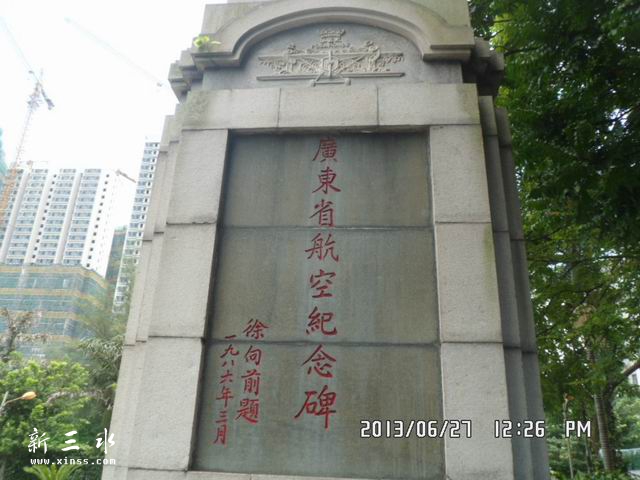 廣東省航空紀念碑
徐向前題
一九八六年三月
新三水
www.xinss.com
2013/06/27 12:26 PM